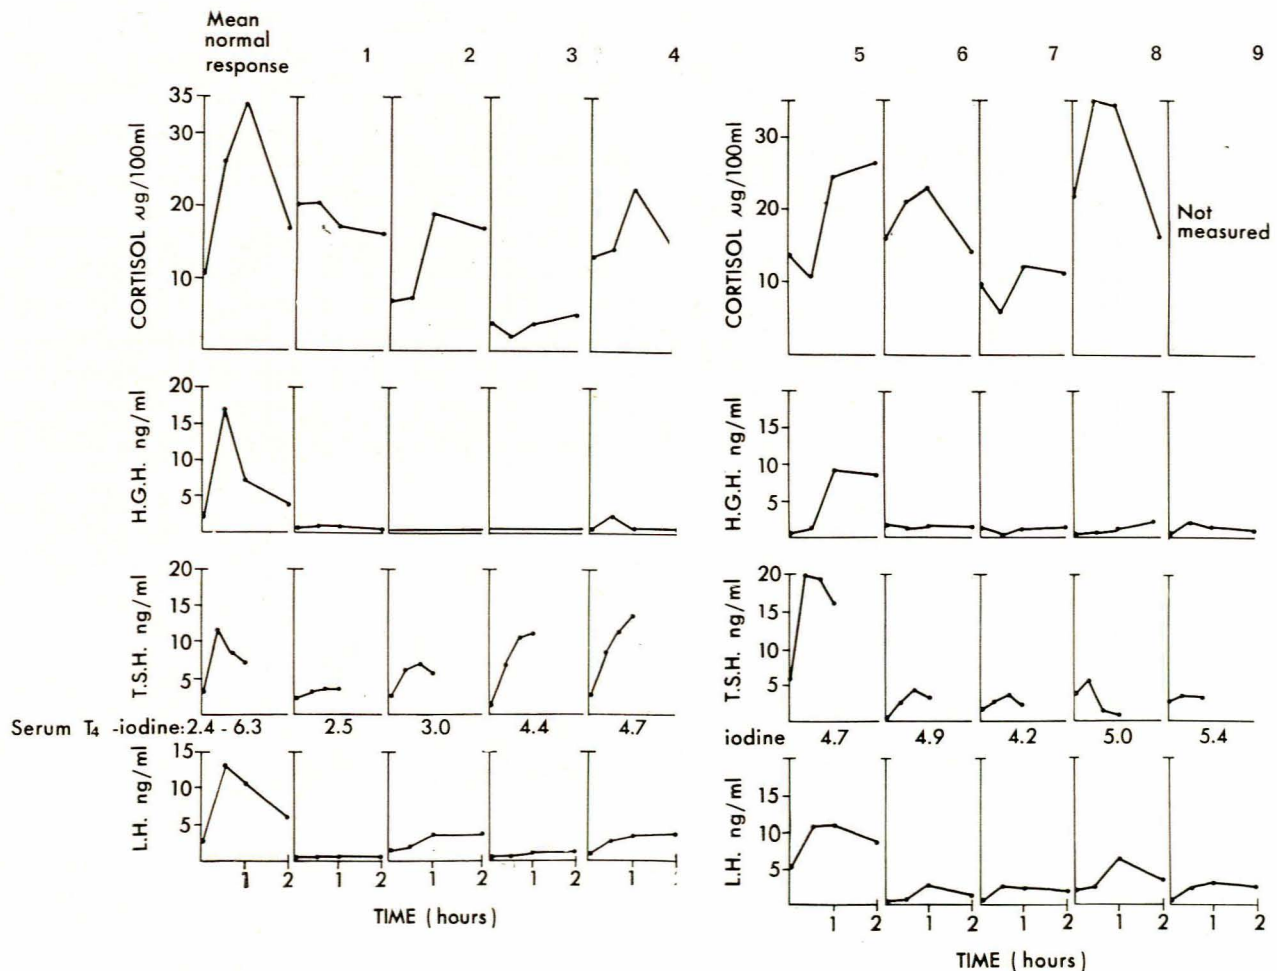 Mean
normal
response 1 2 3 4
35
30
20
10
CORTISOL µg/100ml
20
15
10
5
H.G.H. ng/ml
20
15
10
5
T.S.H. ng/ml
Serum T4 -iodine: 2.4 - 6.3 2.5 3.0 4.4 4.7
15
10
5
L.H. ng/ml
1 2 1 2 1 2 1 2 1 2
TIME (hours)
5 6 7 8 9
30
20
10
CORTISOL µg/100ml
Not
measured
15
10
5
H.G.H. ng/ml
20
15
10
5
T.S.H. ng/ml
iodine 4.7 4.9 4.2 5.0 5.4
15
10
5
L.H. ng/ml
1 2 1 2 1 2 1 2 1 2
TIME (hours)